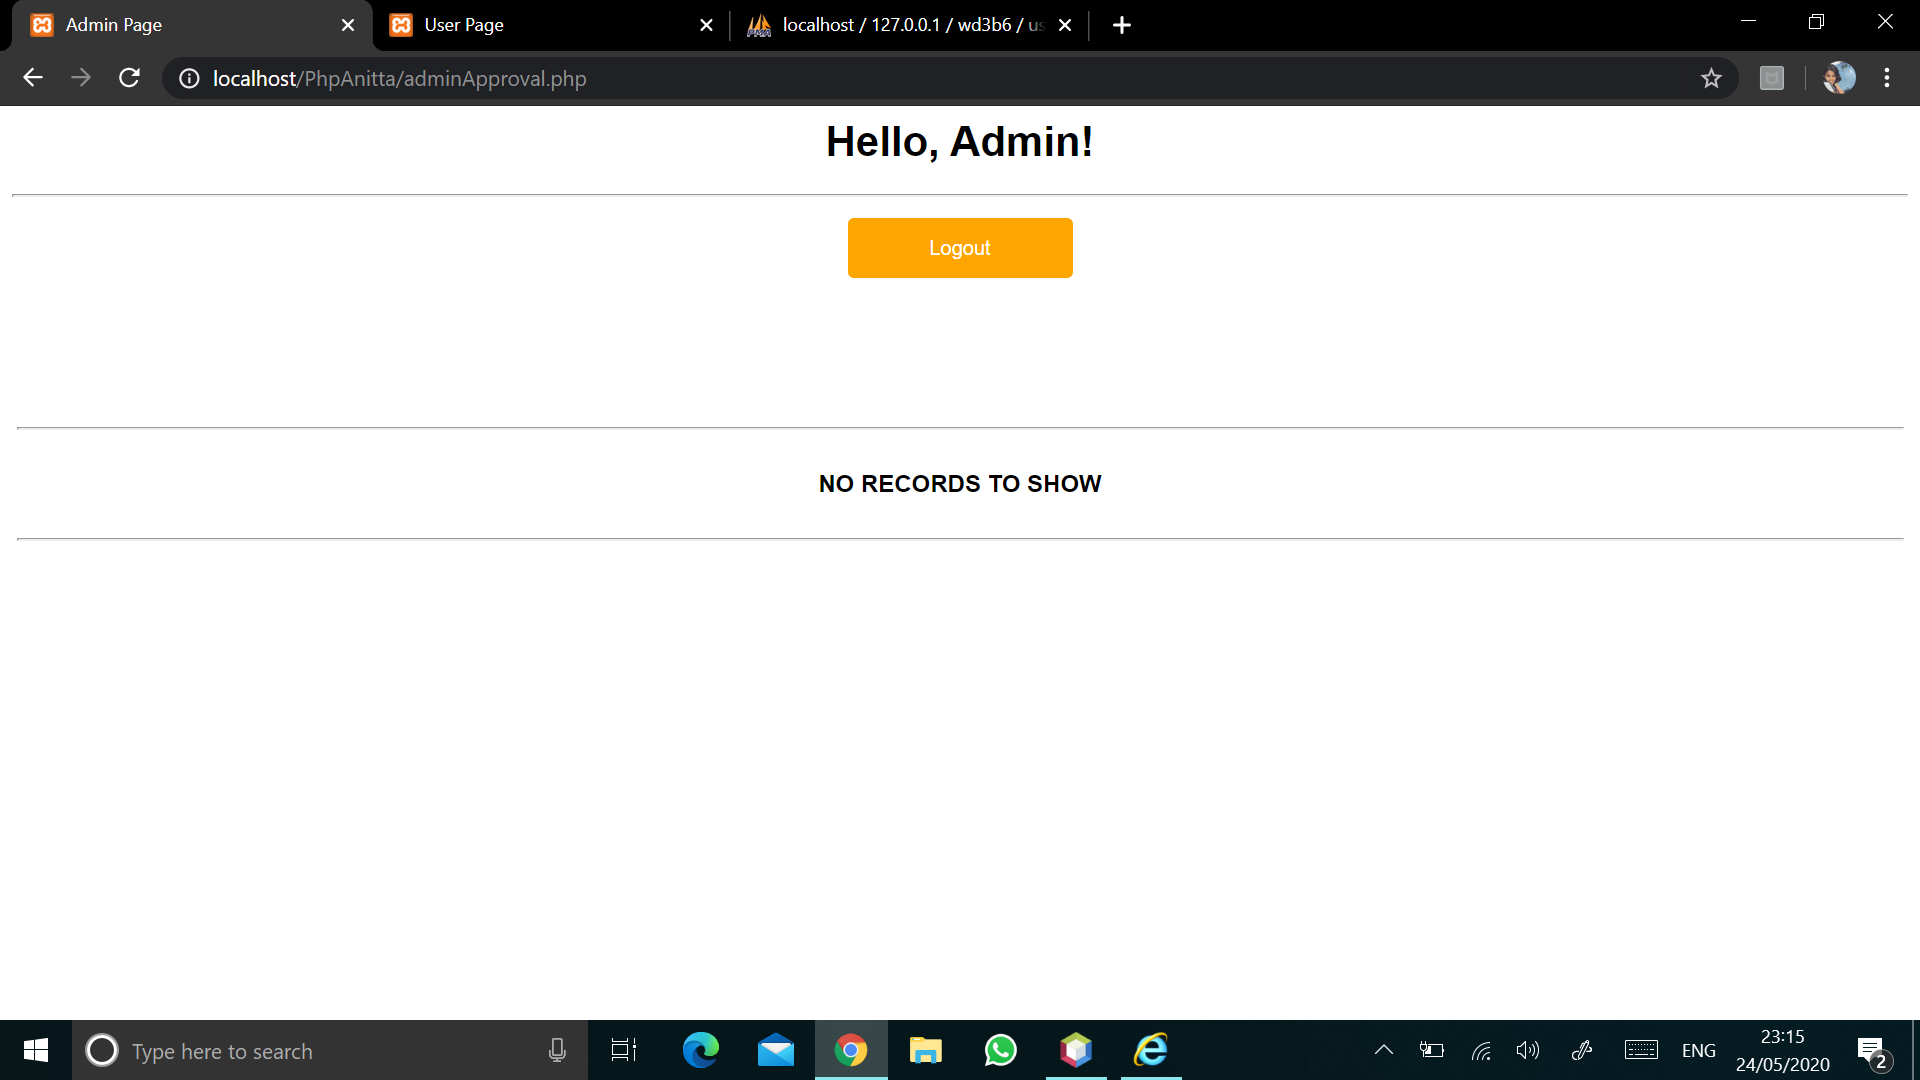 Admin Page
User Page
localhost / 127.0.0.1 / wd3b6 / us
localhost/PhpAnitta/adminApproval.php
Hello, Admin!
Logout
NO RECORDS TO SHOW
Type here to search
ENG
23:15
24/05/2020
2